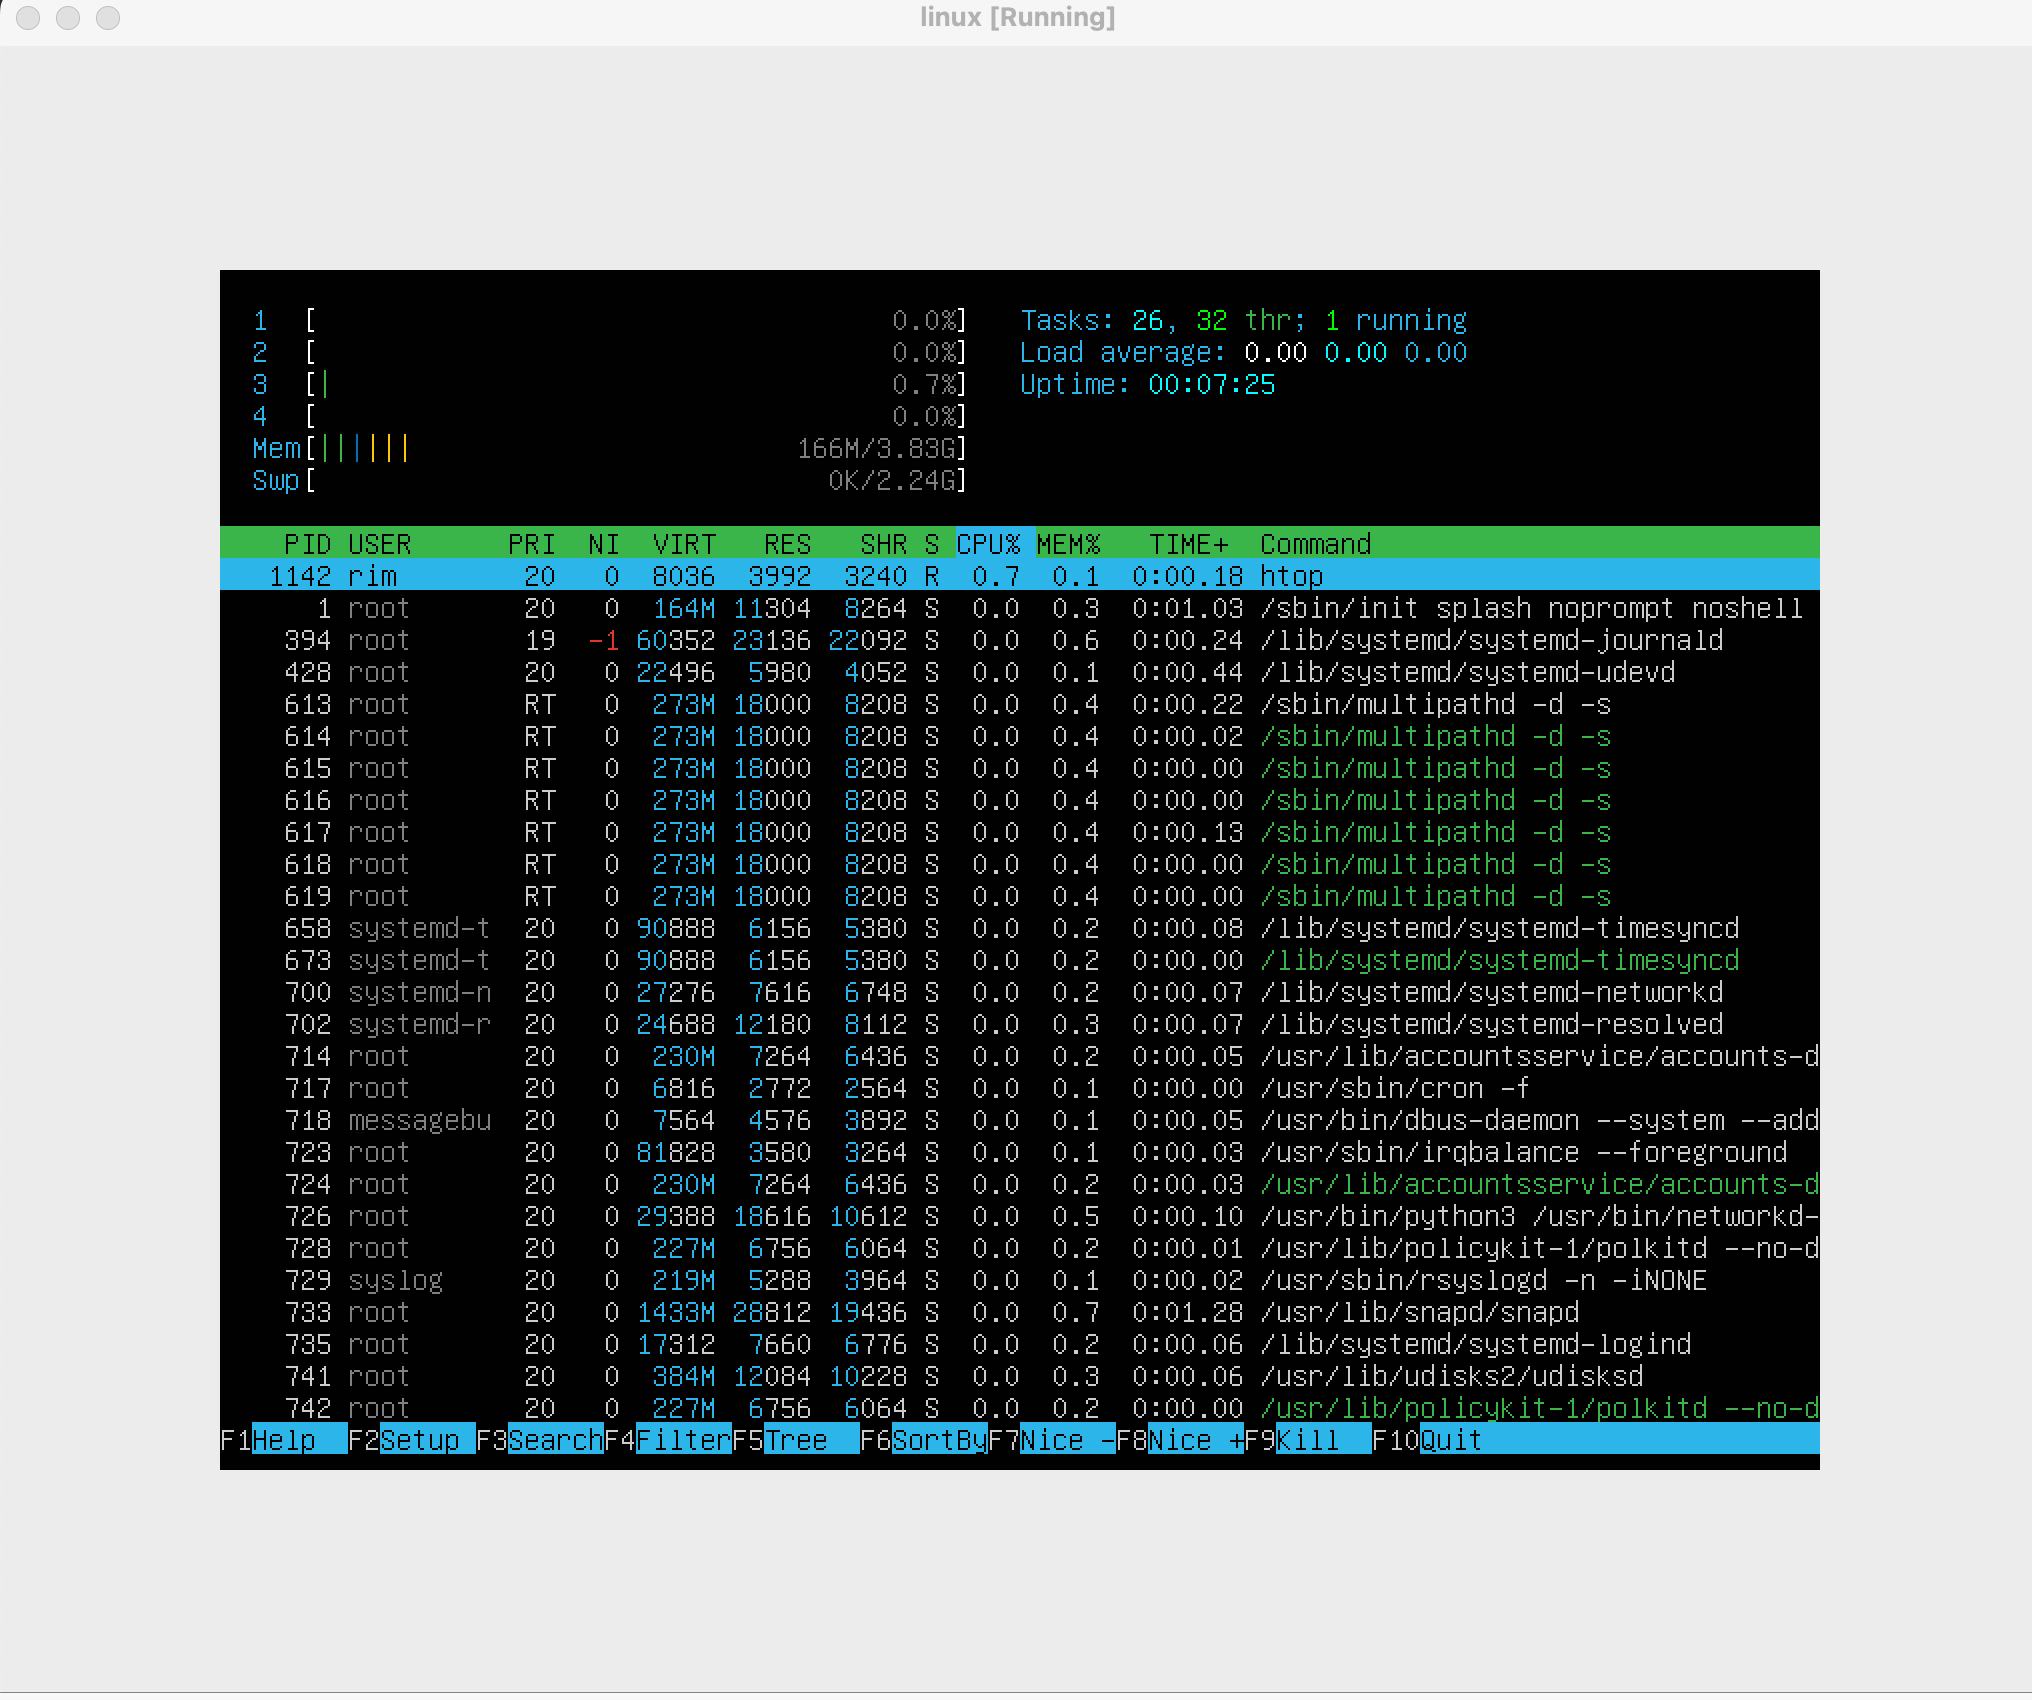 linux [Running]
1 [ 0.0%] Tasks: 26, 32 thr; 1 running
2 [ 0.0%] Load average: 0.00 0.00 0.00
3 [| 0.7%] Uptime: 00:07:25
4 [ 0.0%]
Mem[|||||| 166M/3.83G]
Swp[ 0K/2.24G]
PID USER PRI NI VIRT RES SHR S CPU% MEM% TIME+ Command
1142 rim 20 0 8036 3992 3240 R 0.7 0.1 0:00.18 htop
1 root 20 0 164M 11304 8264 S 0.0 0.3 0:01.03 /sbin/init splash noprompt noshell
394 root 19 -1 60352 23136 22092 S 0.0 0.6 0:00.24 /lib/systemd/systemd-journald
428 root 20 0 22496 5980 4052 S 0.0 0.1 0:00.44 /lib/systemd/systemd-udevd
613 root RT 0 273M 18000 8208 S 0.0 0.4 0:00.22 /sbin/multipathd -d -s
614 root RT 0 273M 18000 8208 S 0.0 0.4 0:00.02 /sbin/multipathd -d -s
615 root RT 0 273M 18000 8208 S 0.0 0.4 0:00.00 /sbin/multipathd -d -s
616 root RT 0 273M 18000 8208 S 0.0 0.4 0:00.00 /sbin/multipathd -d -s
617 root RT 0 273M 18000 8208 S 0.0 0.4 0:00.13 /sbin/multipathd -d -s
618 root RT 0 273M 18000 8208 S 0.0 0.4 0:00.00 /sbin/multipathd -d -s
619 root RT 0 273M 18000 8208 S 0.0 0.4 0:00.00 /sbin/multipathd -d -s
658 systemd-t 20 0 90888 6156 5380 S 0.0 0.2 0:00.08 /lib/systemd/systemd-timesyncd
673 systemd-t 20 0 90888 6156 5380 S 0.0 0.2 0:00.00 /lib/systemd/systemd-timesyncd
700 systemd-n 20 0 27276 7616 6748 S 0.0 0.2 0:00.07 /lib/systemd/systemd-networkd
702 systemd-r 20 0 24688 12180 8112 S 0.0 0.3 0:00.07 /lib/systemd/systemd-resolved
714 root 20 0 230M 7264 6436 S 0.0 0.2 0:00.05 /usr/lib/accountsservice/accounts-d
717 root 20 0 6816 2772 2564 S 0.0 0.1 0:00.00 /usr/sbin/cron -f
718 messagebu 20 0 7564 4576 3892 S 0.0 0.1 0:00.05 /usr/bin/dbus-daemon --system --add
723 root 20 0 81828 3580 3264 S 0.0 0.1 0:00.03 /usr/sbin/irqbalance --foreground
724 root 20 0 230M 7264 6436 S 0.0 0.2 0:00.03 /usr/lib/accountsservice/accounts-d
726 root 20 0 29388 18616 10612 S 0.0 0.5 0:00.10 /usr/bin/python3 /usr/bin/networkd-
728 root 20 0 227M 6756 6064 S 0.0 0.2 0:00.01 /usr/lib/policykit-1/polkitd --no-d
729 syslog 20 0 219M 5288 3964 S 0.0 0.1 0:00.02 /usr/sbin/rsyslogd -n -iNONE
733 root 20 0 1433M 28812 19436 S 0.0 0.7 0:01.28 /usr/lib/snapd/snapd
735 root 20 0 17312 7660 6776 S 0.0 0.2 0:00.06 /lib/systemd/systemd-logind
741 root 20 0 384M 12084 10228 S 0.0 0.3 0:00.06 /usr/lib/udisks2/udisksd
742 root 20 0 227M 6756 6064 S 0.0 0.2 0:00.00 /usr/lib/policykit-1/polkitd --no-d
F1Help F2Setup F3SearchF4FilterF5Tree F6SortByF7Nice -F8Nice +F9Kill F10Quit